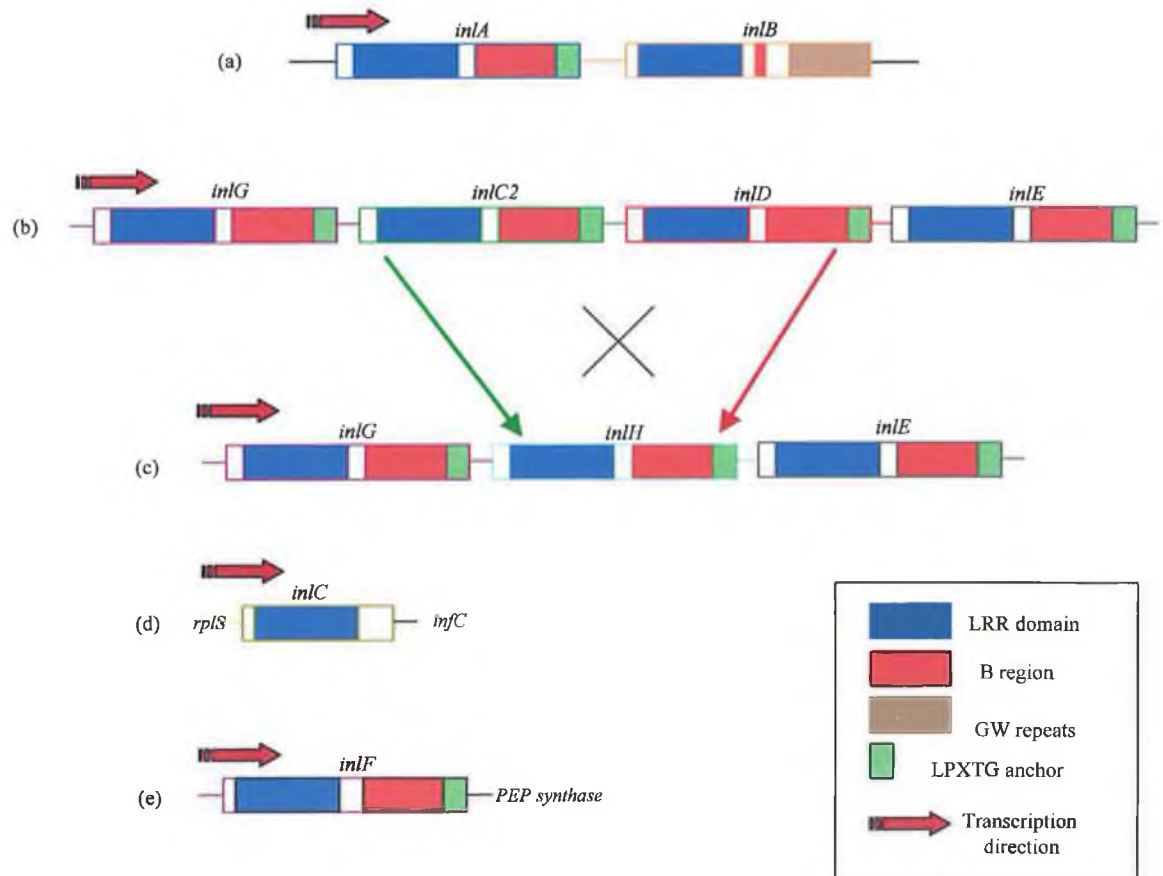 inlA inlB
(a)
inlG inlC2 inlD inlE
(b)
inlG inlH inlE
(c)
inlC
(d) rplS infC
inlF
(e) PEP synthase
LRR domain
B region
GW repeats
LPXTG anchor
Transcription
direction